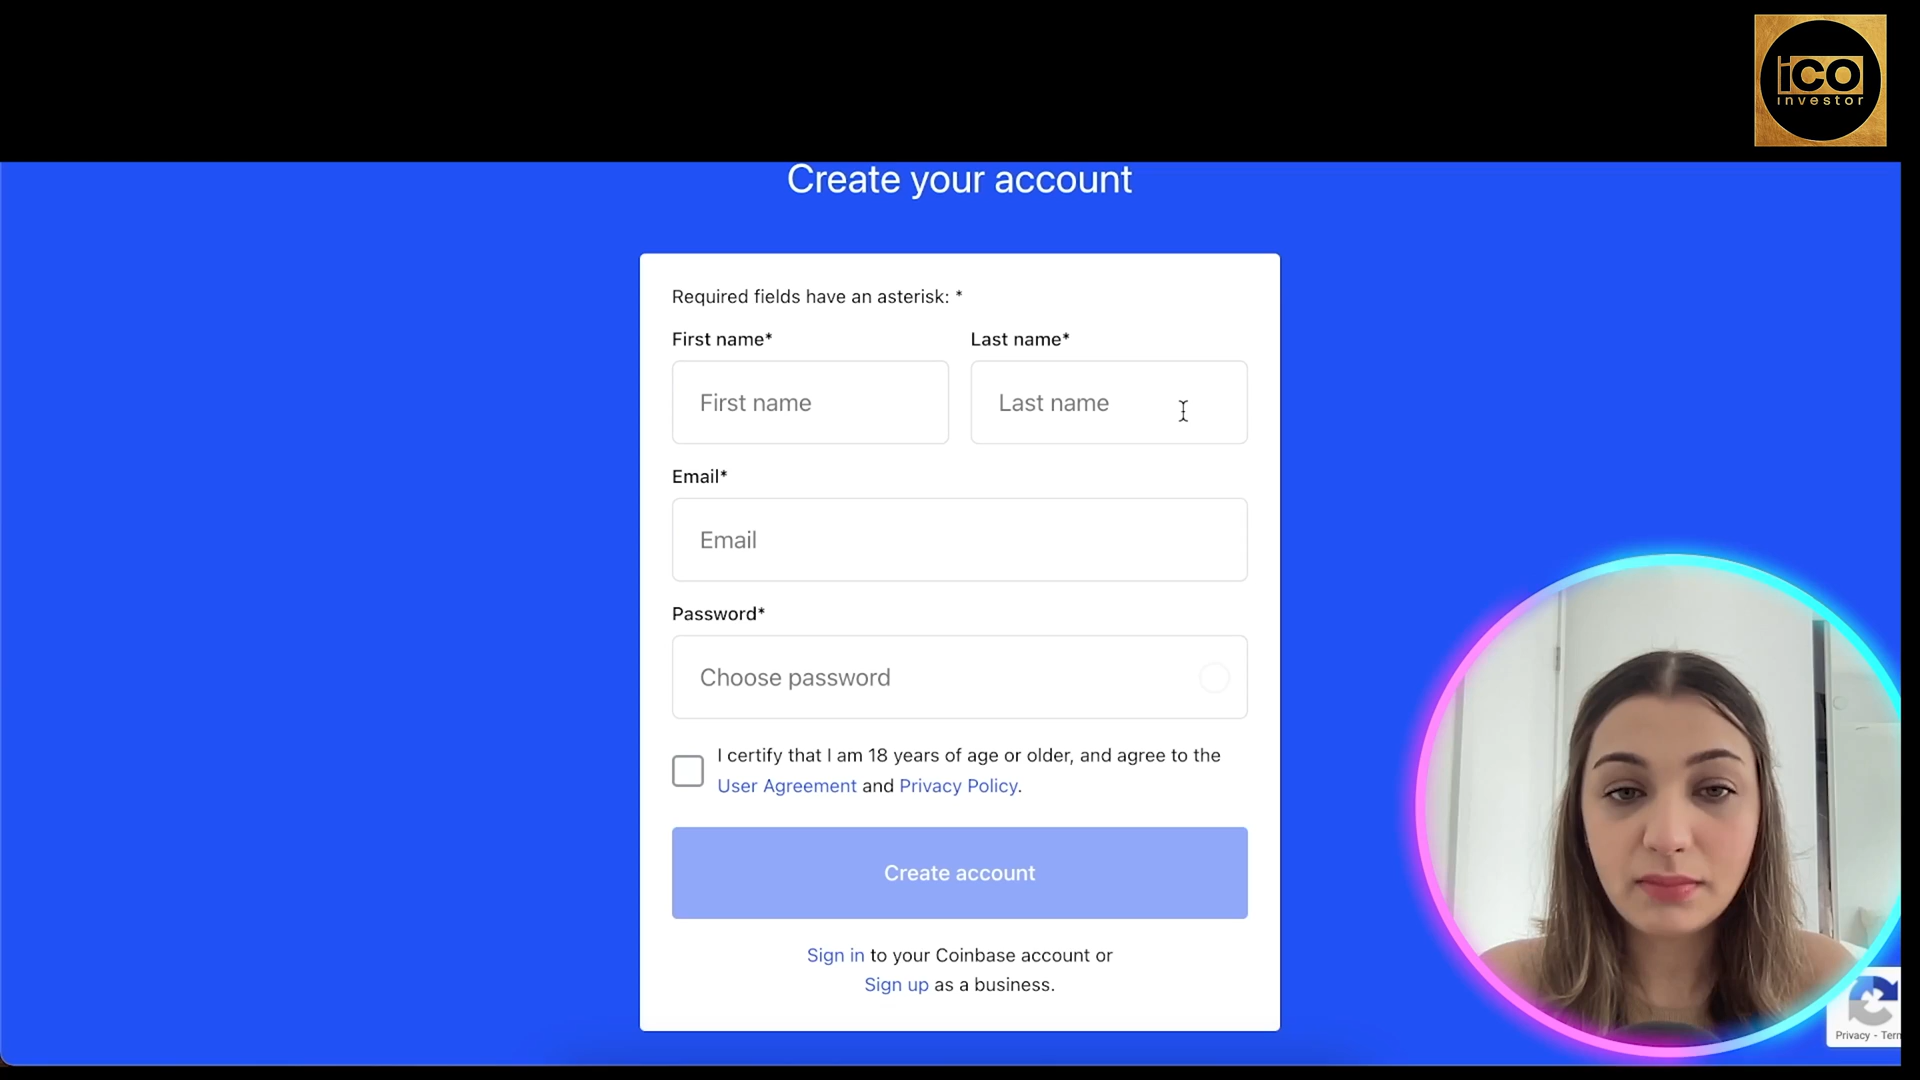 iCO
investor
Create your account
Required fields have an asterisk: *
First name* Last name*
First name Last name
Email*
Email
Password*
Choose password
I certify that I am 18 years of age or older, and agree to the
User Agreement and Privacy Policy.
Create account
Sign in to your Coinbase account or
Sign up as a business.
Privacy - Term